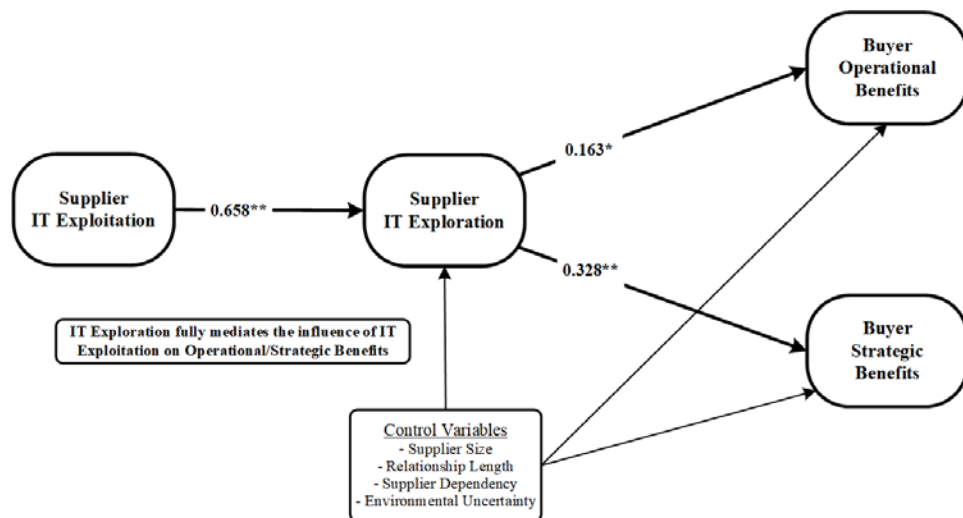 Buyer
Operational
Benefits
0.163*
Supplier
IT Exploitation
0.658**
Supplier
IT Exploration
0.328**
IT Exploration fully mediates the influence of IT
Exploitation on Operational/Strategic Benefits
Buyer
Strategic
Benefits
Control Variables
- Supplier Size
- Relationship Length
- Supplier Dependency
- Environmental Uncertainty